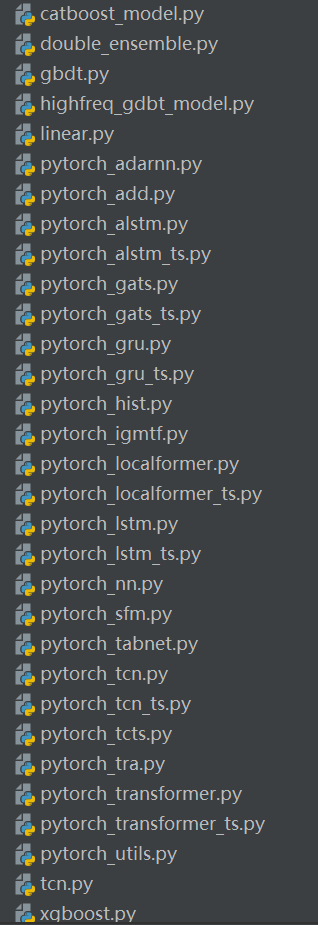 catboost_model.py
double_ensemble.py
gbdt.py
highfreq_gdbt_model.py
linear.py
pytorch_adarnn.py
pytorch_add.py
pytorch_alstm.py
pytorch_alstm_ts.py
pytorch_gats.py
pytorch_gats_ts.py
pytorch_gru.py
pytorch_gru_ts.py
pytorch_hist.py
pytorch_igmtf.py
pytorch_localformer.py
pytorch_localformer_ts.py
pytorch_lstm.py
pytorch_lstm_ts.py
pytorch_nn.py
pytorch_sfm.py
pytorch_tabnet.py
pytorch_tcn.py
pytorch_tcn_ts.py
pytorch_tcts.py
pytorch_tra.py
pytorch_transformer.py
pytorch_transformer_ts.py
pytorch_utils.py
tcn.py
xgboost.py